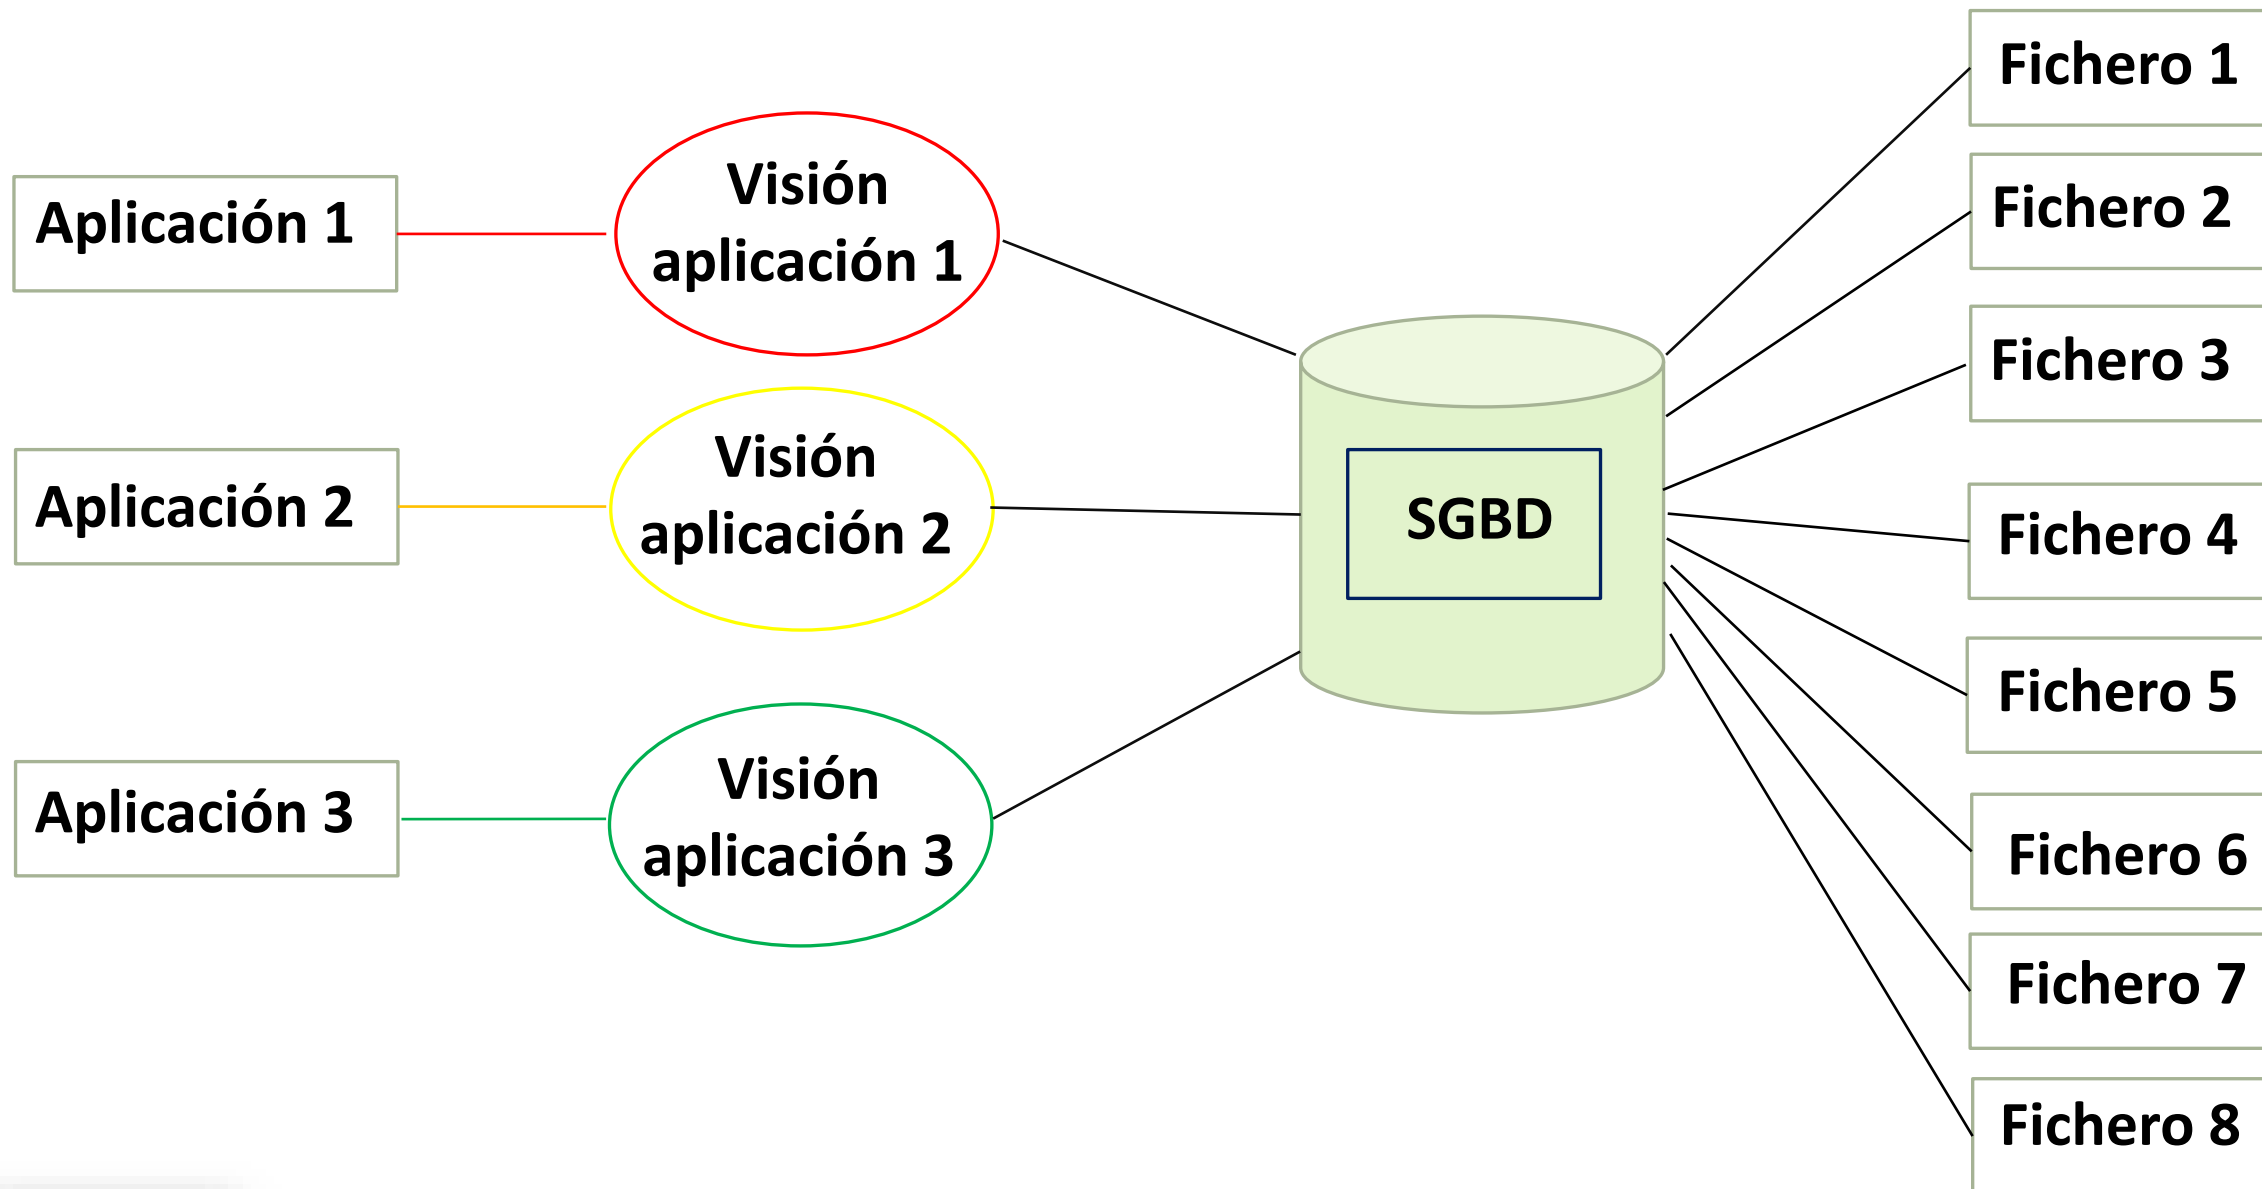 Aplicación 1
Aplicación 2
Aplicación 3
Visión
aplicación 1
Visión
aplicación 2
Visión
aplicación 3
SGBD
Fichero 1
Fichero 2
Fichero 3
Fichero 4
Fichero 5
Fichero 6
Fichero 7
Fichero 8